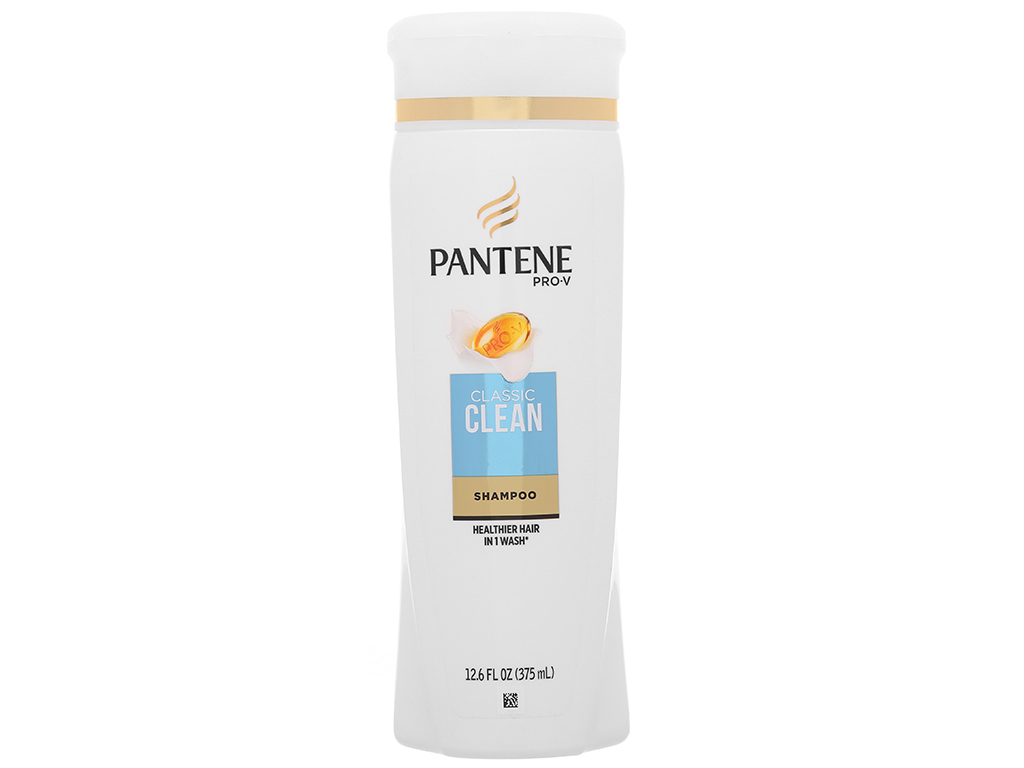 PANTENE
PRO-V
PRO-V
CLASSIC
CLEAN
SHAMPOO
HEALTHIER HAIR
IN 1 WASH*
12.6 FL OZ (375 mL)